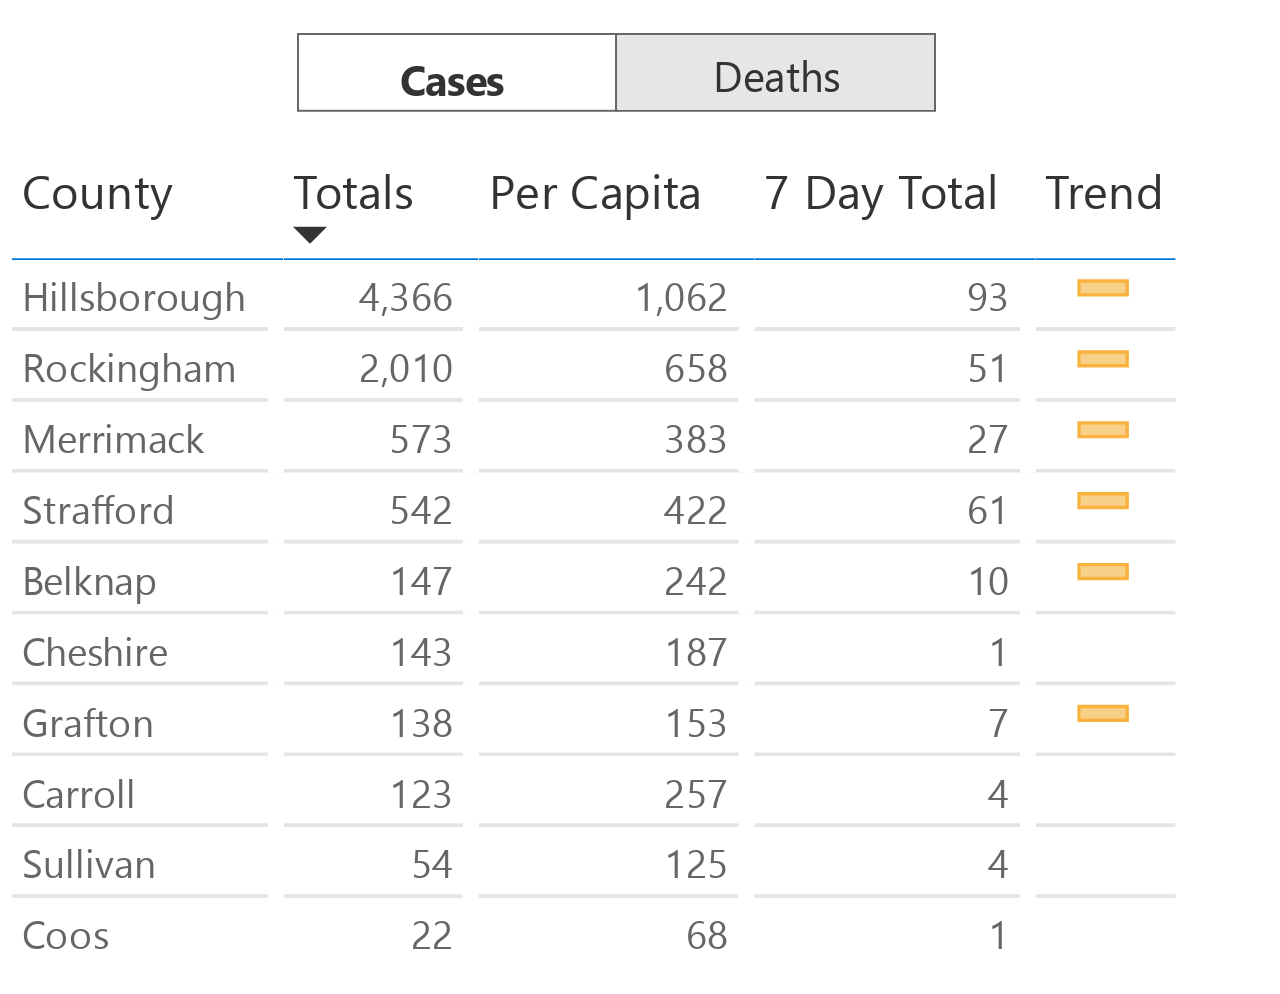 Cases Deaths
County Totals Per Capita 7 Day Total Trend
Hillsborough 4,366 1,062 93
Rockingham 2,010 658 51
Merrimack 573 383 27
Strafford 542 422 61
Belknap 147 242 10
Cheshire 143 187 1
Grafton 138 153 7
Carroll 123 257 4
Sullivan 54 125 4
Coos 22 68 1